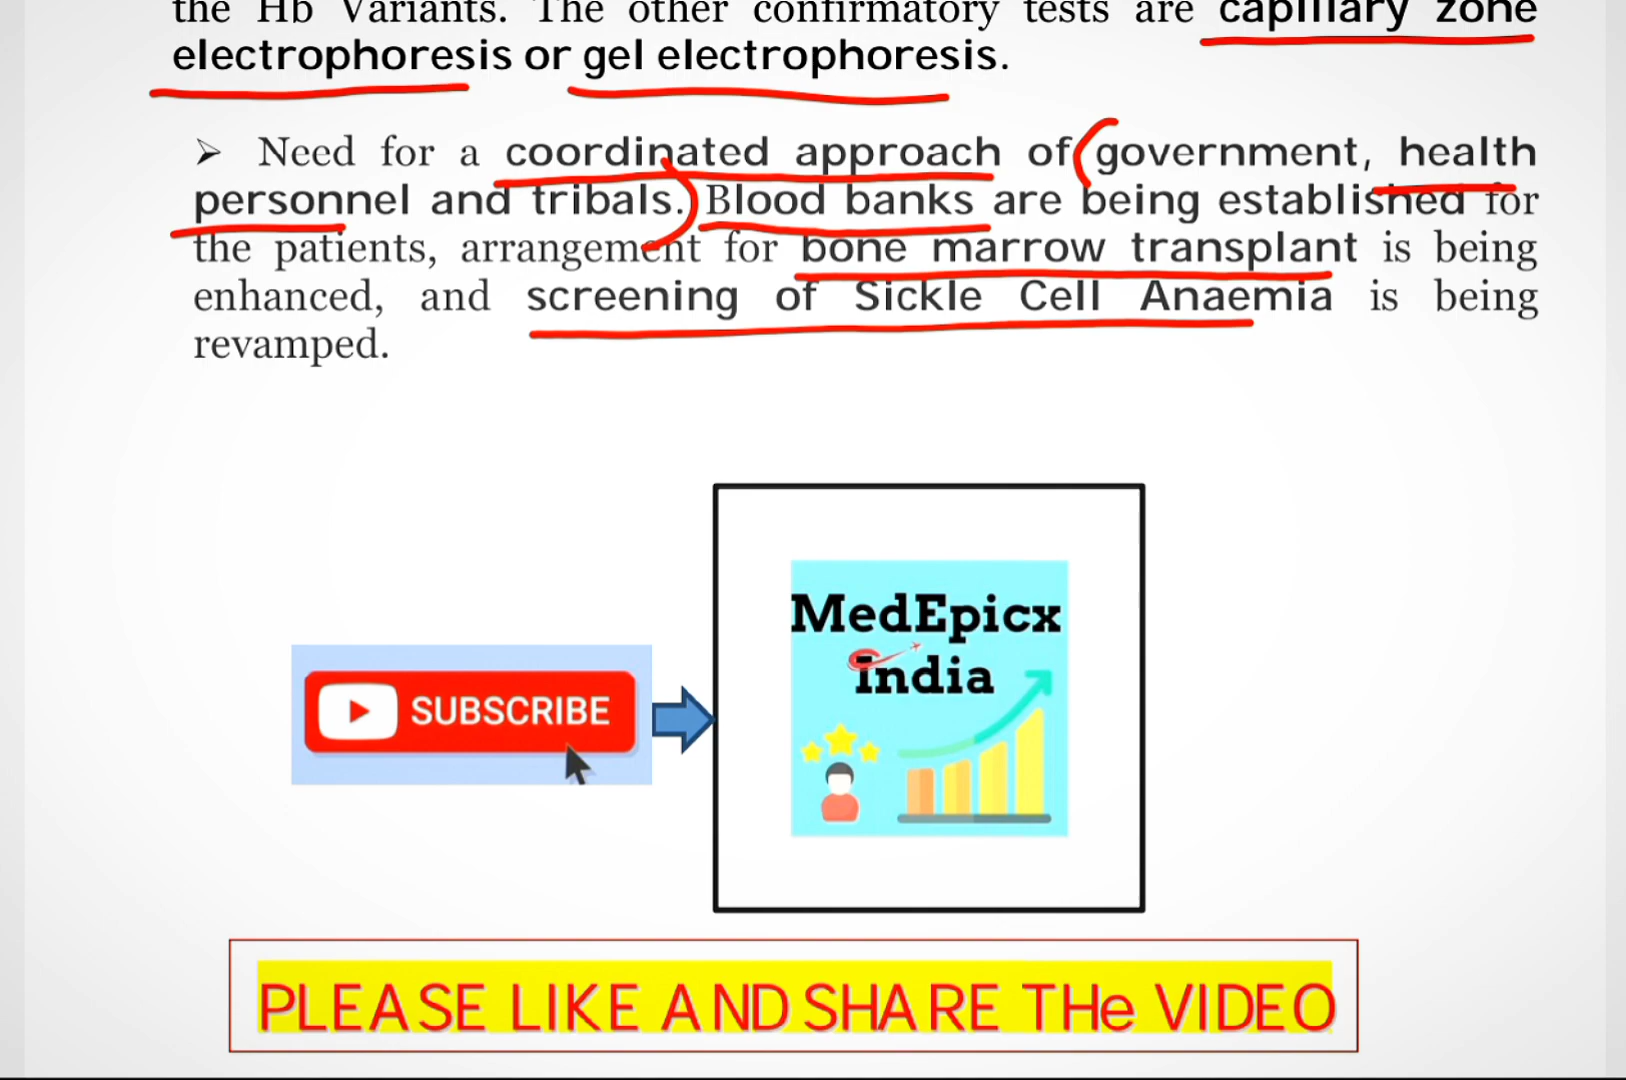 the Hb Variants. The other confirmatory tests are capillary zone
electrophoresis or gel electrophoresis.
➢ Need for a coordinated approach of government, health
personnel and tribals. Blood banks are being established for
the patients, arrangement for bone marrow transplant is being
enhanced, and screening of Sickle Cell Anaemia is being
revamped.
MedEpicx
India
SUBSCRIBE
PLEASE LIKE AND SHARE THe VIDEO